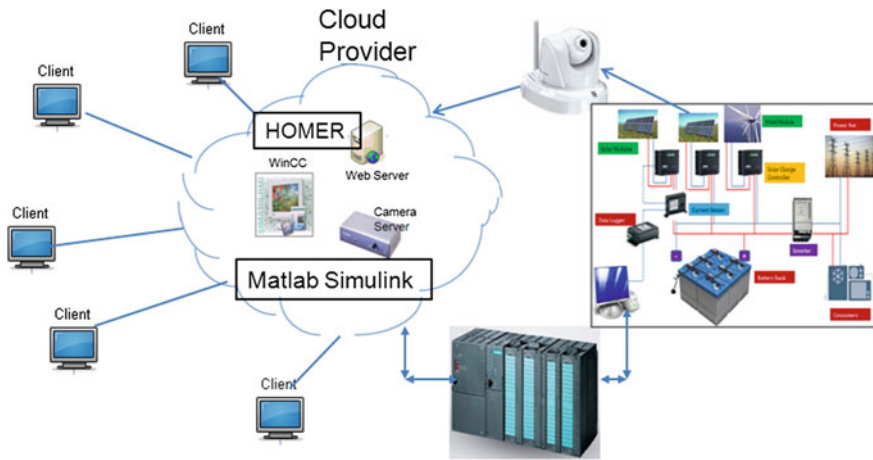 Cloud
Provider
Client
Client
Client
Client
Client
Client
HOMER
WinCC
Web Server
Camera
Server
Matlab Simulink
Wind Module
Power Net
Solar Modules
Solar Charge
Controller
Current Sensor
Data Logger
Inverter
Battery Bank
Consumers